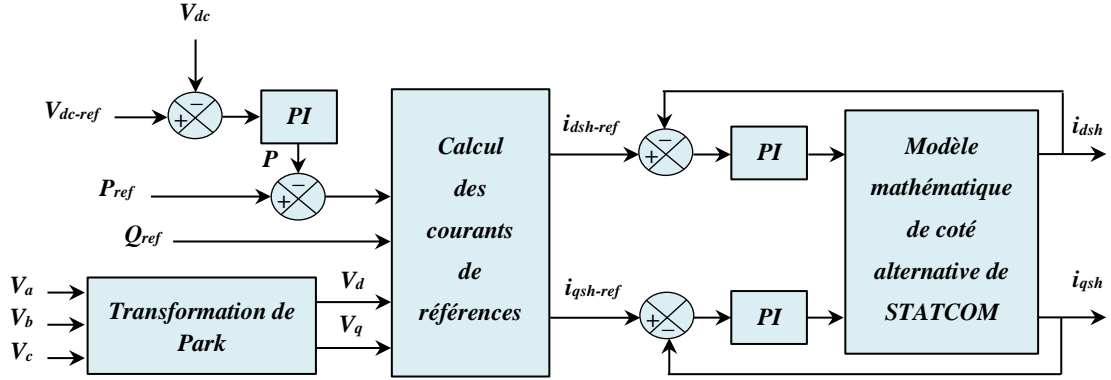 Vdc
Vdc-ref
PI
P
Pref
Qref
Va
Vb
Vc
Transformation de
Park
Vd
Vq
Calcul
des
courants
de
référénces
idsh-ref
iqsh-ref
PI
PI
Modèle
mathématique
de coté
alternative de
STATCOM
idsh
iqsh